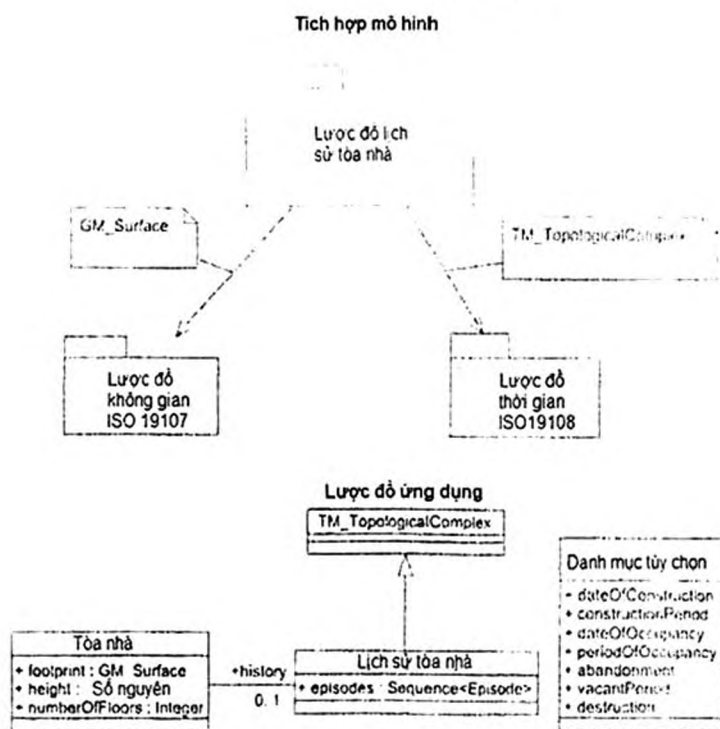 Tích hợp mô hình
Lược đồ lịch
sử tòa nhà
GM_Surface
TM_TopologicalComplex
Lược đồ
không gian
ISO 19107
Lược đồ
thời gian
ISO19108
Lược đồ ứng dụng
TM_TopologicalComplex
Tòa nhà
+ footprint : GM_Surface
+ height : Số nguyên
+ numberOfFloors : Integer
+history
0..1
Lịch sử tòa nhà
+ episodes : Sequence<Episode>
Danh mục tùy chọn
+ dateOfConstruction
+ constructionPeriod
+ dateOfOccupancy
+ periodOfOccupancy
+ abandonment
+ vacantPeriod
+ destruction